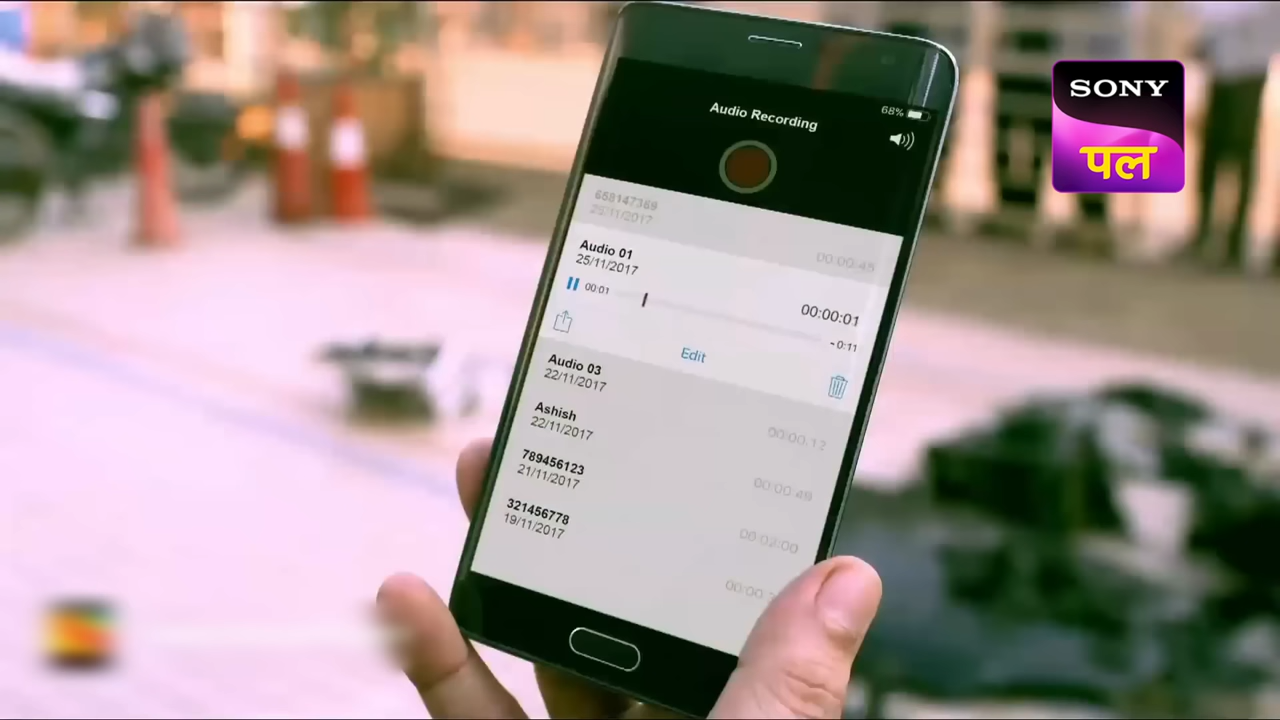 SONY
पल
68%
Audio Recording
658147369
25/11/2017
00:00:45
Audio 01
25/11/2017
00:01
00:00:01
-0:11
Edit
Audio 03
22/11/2017
00:00:12
Ashish
22/11/2017
00:00:49
789456123
21/11/2017
00:02:00
321456778
19/11/2017